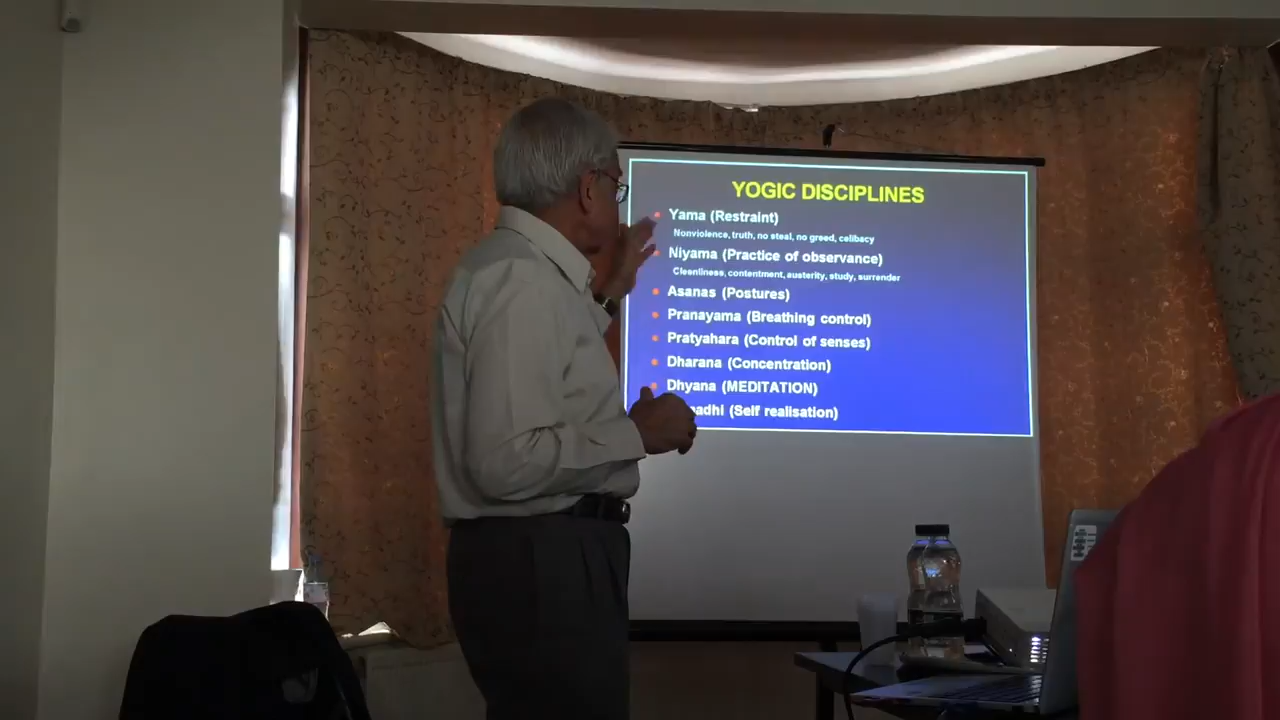 YOGIC DISCIPLINES
Yama (Restraint)
Nonviolence, truth, no steal, no greed, celibacy
Niyama (Practice of observance)
Cleenliness, contentment, austerity, study, surrender
Asanas (Postures)
Pranayama (Breathing control)
Pratyahara (Control of senses)
Dharana (Concentration)
Dhyana (MEDITATION)
adhi (Self realisation)